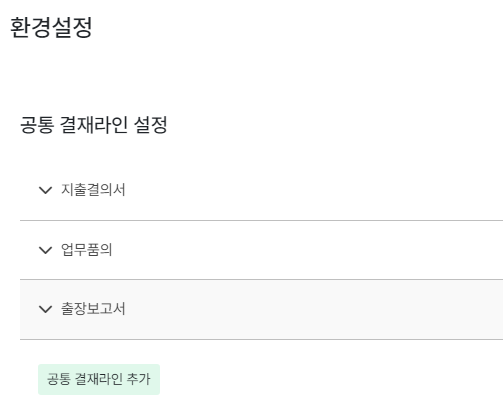 환경설정
공통 결재라인 설정
지출결의서
업무품의
출장보고서
공통 결재라인 추가